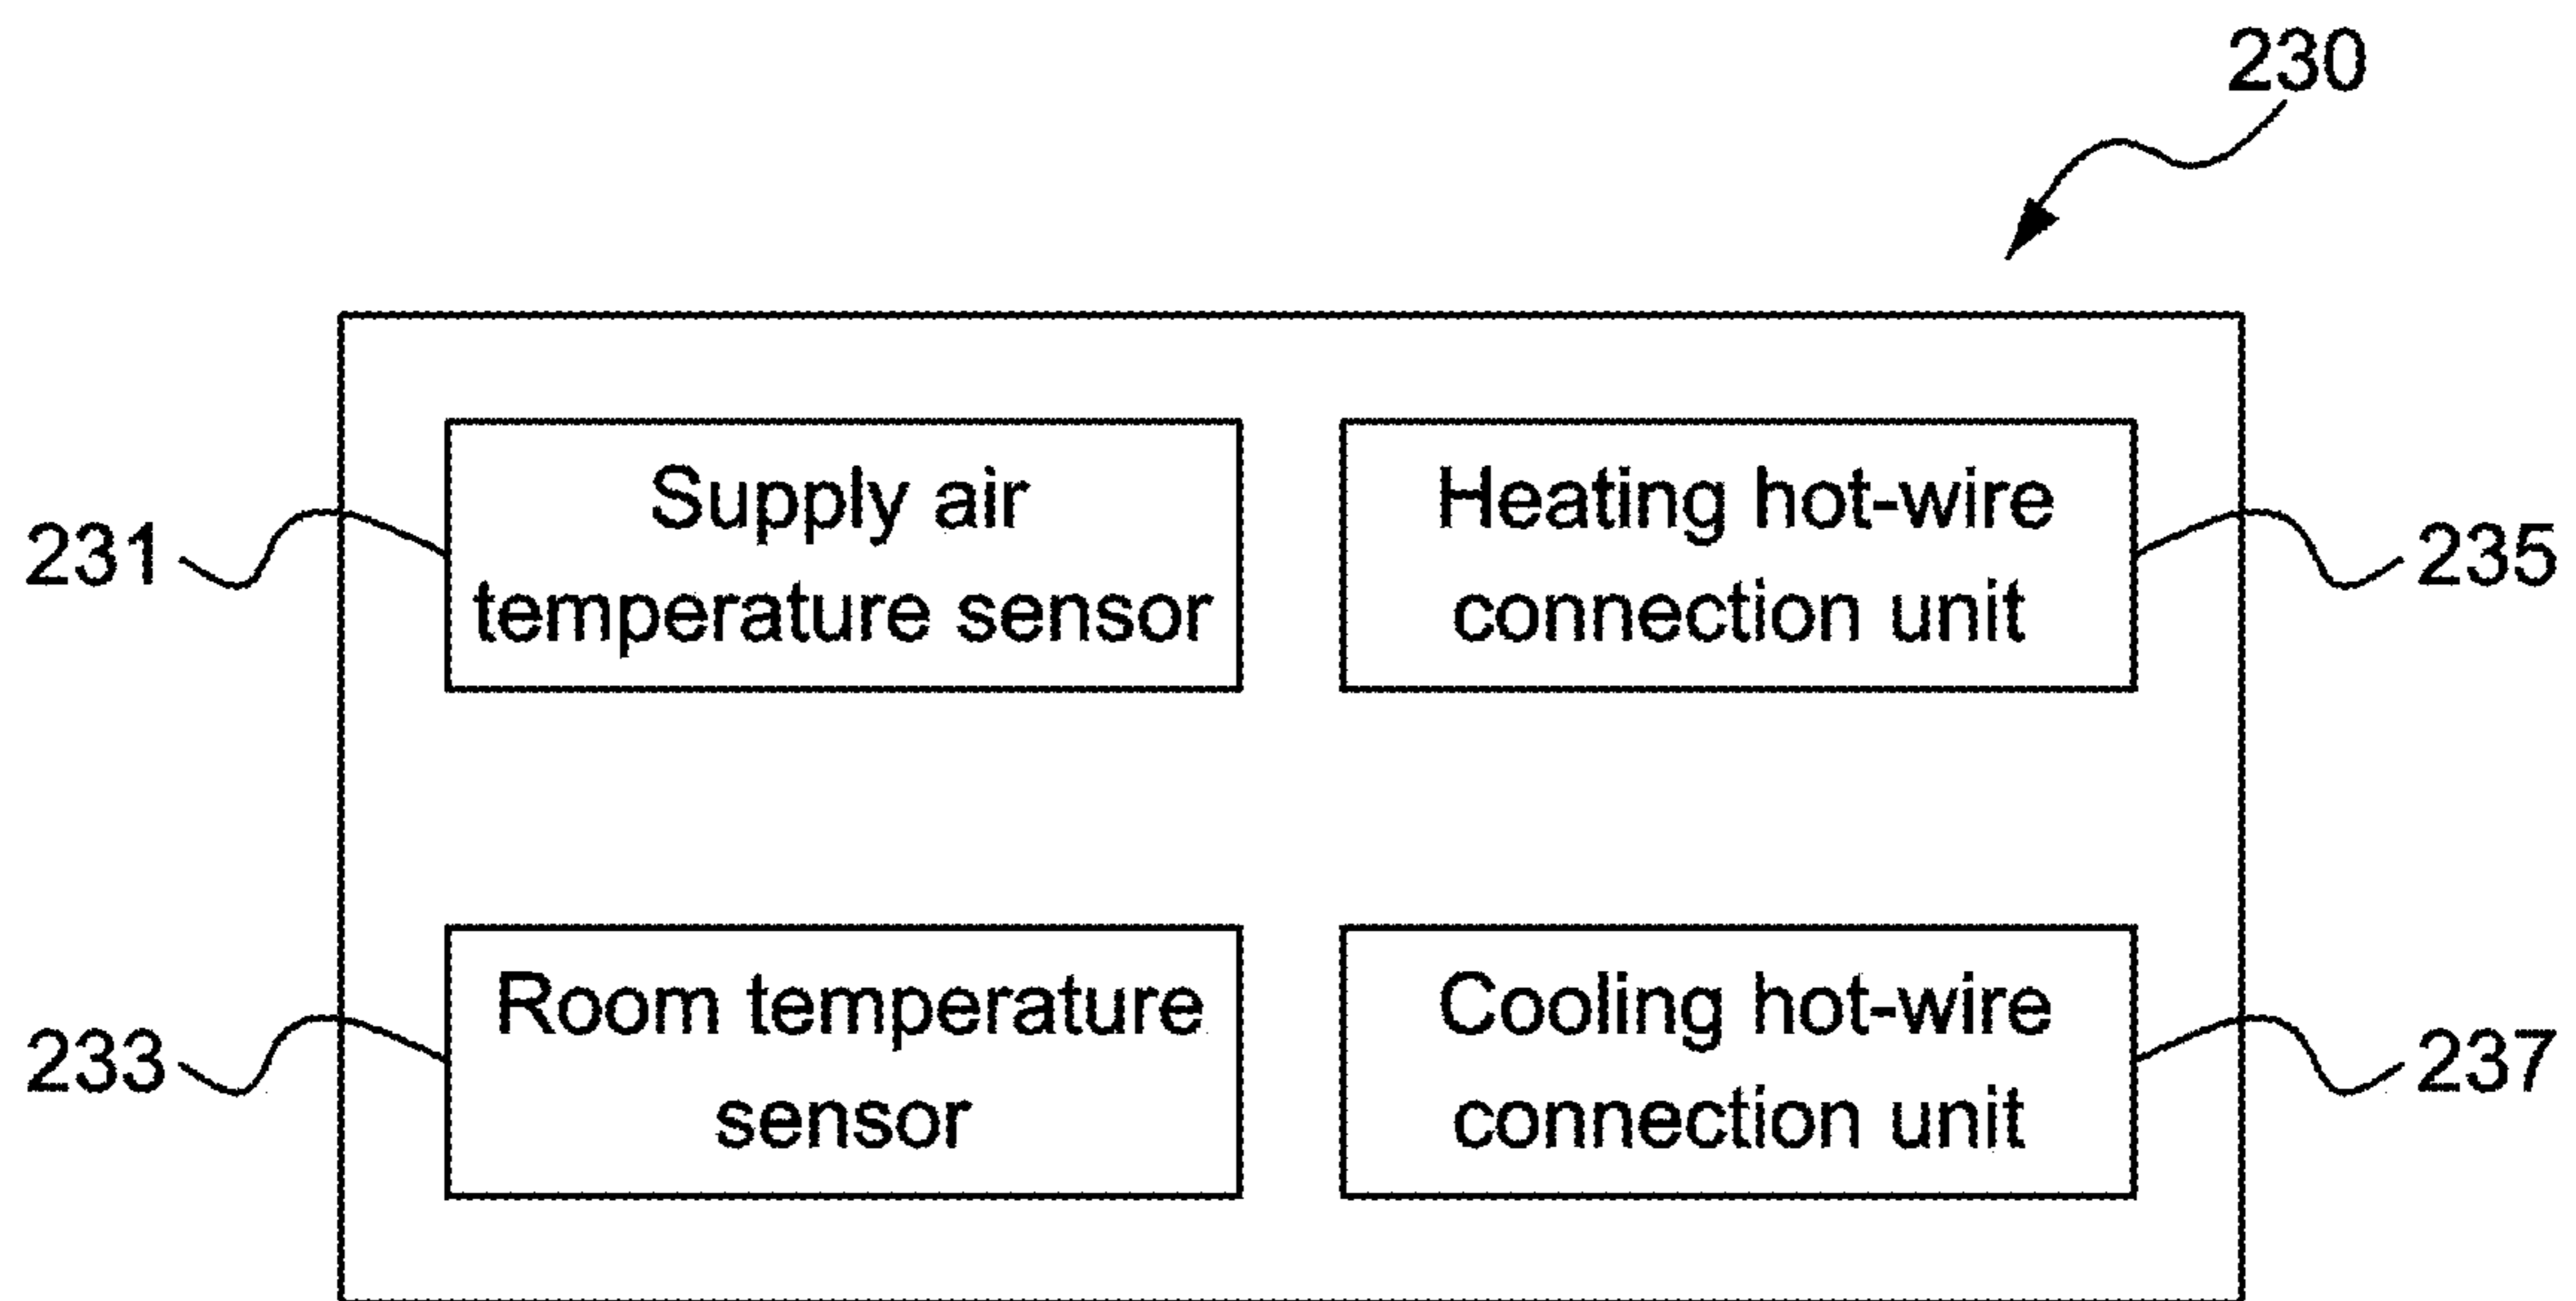 230
231
Supply air
temperature sensor
Heating hot-wire
connection unit
235
233
Room temperature
sensor
Cooling hot-wire
connection unit
237